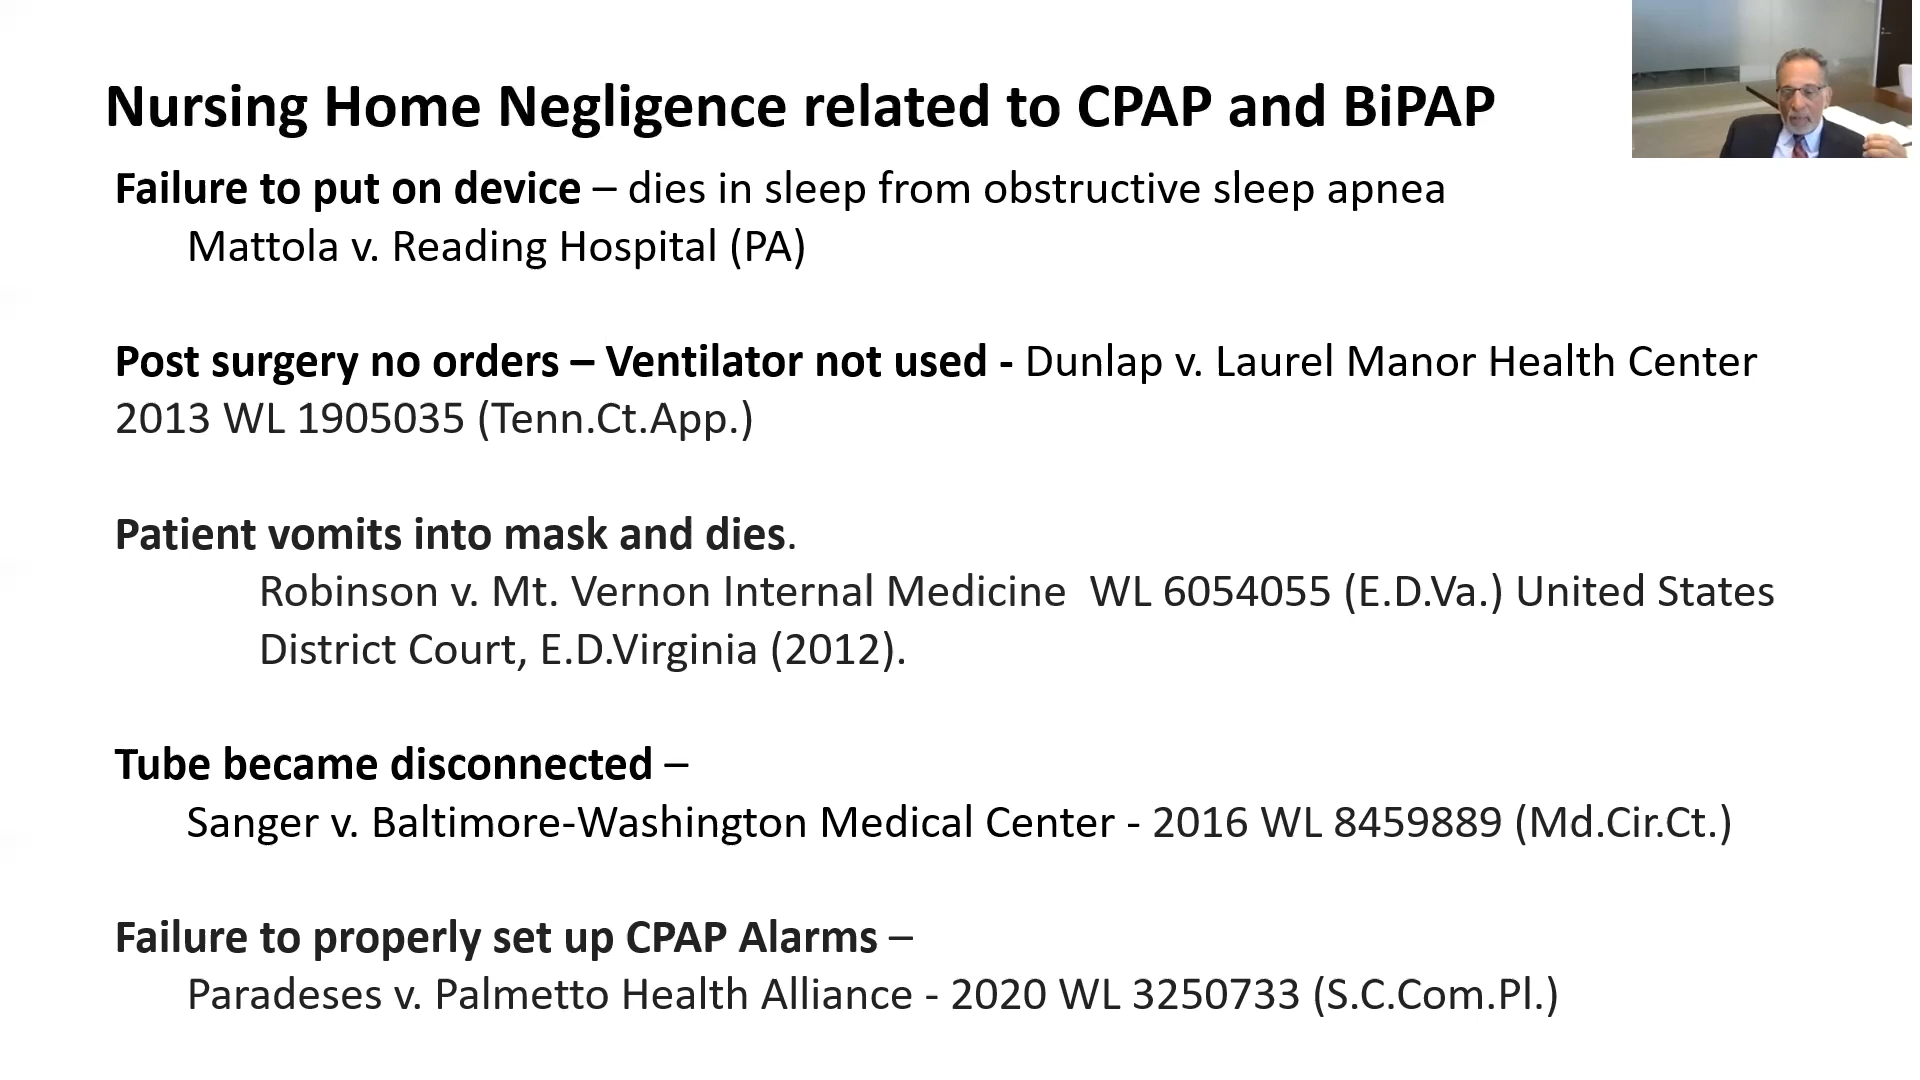 Nursing Home Negligence related to CPAP and BiPAP
Failure to put on device – dies in sleep from obstructive sleep apnea
Mattola v. Reading Hospital (PA)
Post surgery no orders – Ventilator not used - Dunlap v. Laurel Manor Health Center
2013 WL 1905035 (Tenn.Ct.App.)
Patient vomits into mask and dies.
Robinson v. Mt. Vernon Internal Medicine  WL 6054055 (E.D.Va.) United States
District Court, E.D.Virginia (2012).
Tube became disconnected –
Sanger v. Baltimore-Washington Medical Center - 2016 WL 8459889 (Md.Cir.Ct.)
Failure to properly set up CPAP Alarms –
Paradeses v. Palmetto Health Alliance - 2020 WL 3250733 (S.C.Com.Pl.)